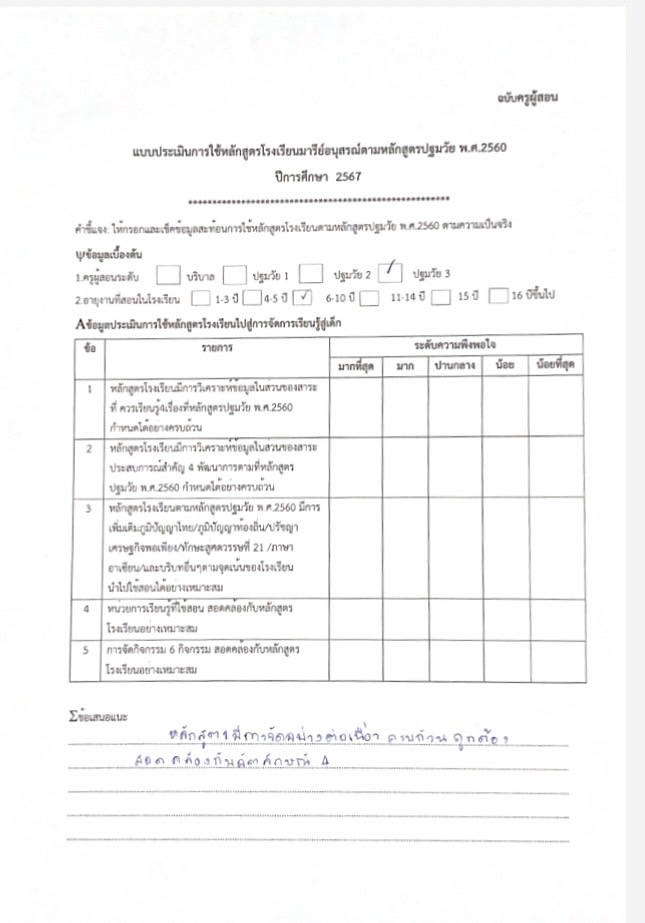 ฉบับครูผู้สอน
แบบประเมินการใช้หลักสูตรโรงเรียนมารีย์อนุสรณ์ตามหลักสูตรปฐมวัย พ.ศ.2560
ปีการศึกษา 2567
******************************************************
คำชี้แจง: ให้กรอกและเช็คข้อมูลสะท้อนการใช้หลักสูตรโรงเรียนตามหลักสูตรปฐมวัย พ.ศ.2560 ตามความเป็นจริง
ψข้อมูลเบื้องต้น
1.ครูผู้สอนระดับ บริบาล ปฐมวัย 1 ปฐมวัย 2 ✓ ปฐมวัย 3
2.อายุงานที่สอนในโรงเรียน 1-3 ปี 4-5 ปี ✓ 6-10 ปี 11-14 ปี 15 ปี 16 ปีขึ้นไป
Aข้อมูลประเมินการใช้หลักสูตรโรงเรียนไปสู่การจัดการเรียนรู้สู่เด็ก
ข้อ รายการ ระดับความพึงพอใจ
มากที่สุด มาก ปานกลาง น้อย น้อยที่สุด
1 หลักสูตรโรงเรียนมีการวิเคราะห์ข้อมูลในส่วนของสาระ
ที่ ควรเรียนรู้4เรื่องที่หลักสูตรปฐมวัย พ.ศ.2560
กำหนดได้อย่างครบถ้วน
2 หลักสูตรโรงเรียนมีการวิเคราะห์ข้อมูลในส่วนของสาระ
ประสบการณ์สำคัญ 4 พัฒนาการตามที่หลักสูตร
ปฐมวัย พ.ศ.2560 กำหนดได้อย่างครบถ้วน
3 หลักสูตรโรงเรียนตามหลักสูตรปฐมวัย พ.ศ.2560 มีการ
เพิ่มเติมภูมิปัญญาไทย/ภูมิปัญญาท้องถิ่น/ปรัชญา
เศรษฐกิจพอเพียง/ทักษะสู่ศตวรรษที่ 21 /ภาษา
อาเซียน/และบริบทอื่นๆตามจุดเน้นของโรงเรียน
นำไปใช้สอนได้อย่างเหมาะสม
4 หน่วยการเรียนรู้ที่ใช้สอน สอดคล้องกับหลักสูตร
โรงเรียนอย่างเหมาะสม
5 การจัดกิจกรรม 6 กิจกรรม สอดคล้องกับหลักสูตร
โรงเรียนอย่างเหมาะสม
Σข้อเสนอแนะ
หลักสูตรมีการจัดอย่างต่อเนื่อง ครบถ้วน ถูกต้อง
สอดคล้องกับอัตลักษณ์ 4